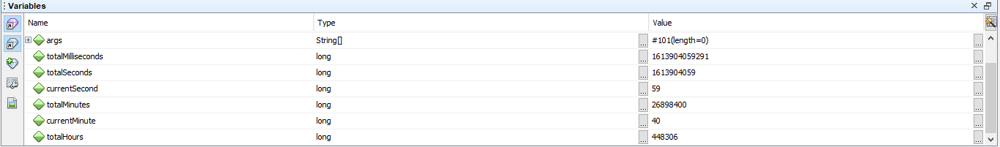 Variables
Name Type Value
args String[] ... #101(length=0) ...
totalMilliseconds long ... 1613904059291 ...
totalSeconds long ... 1613904059 ...
currentSecond long ... 59 ...
totalMinutes long ... 26898400 ...
currentMinute long ... 40 ...
totalHours long ... 448306 ...